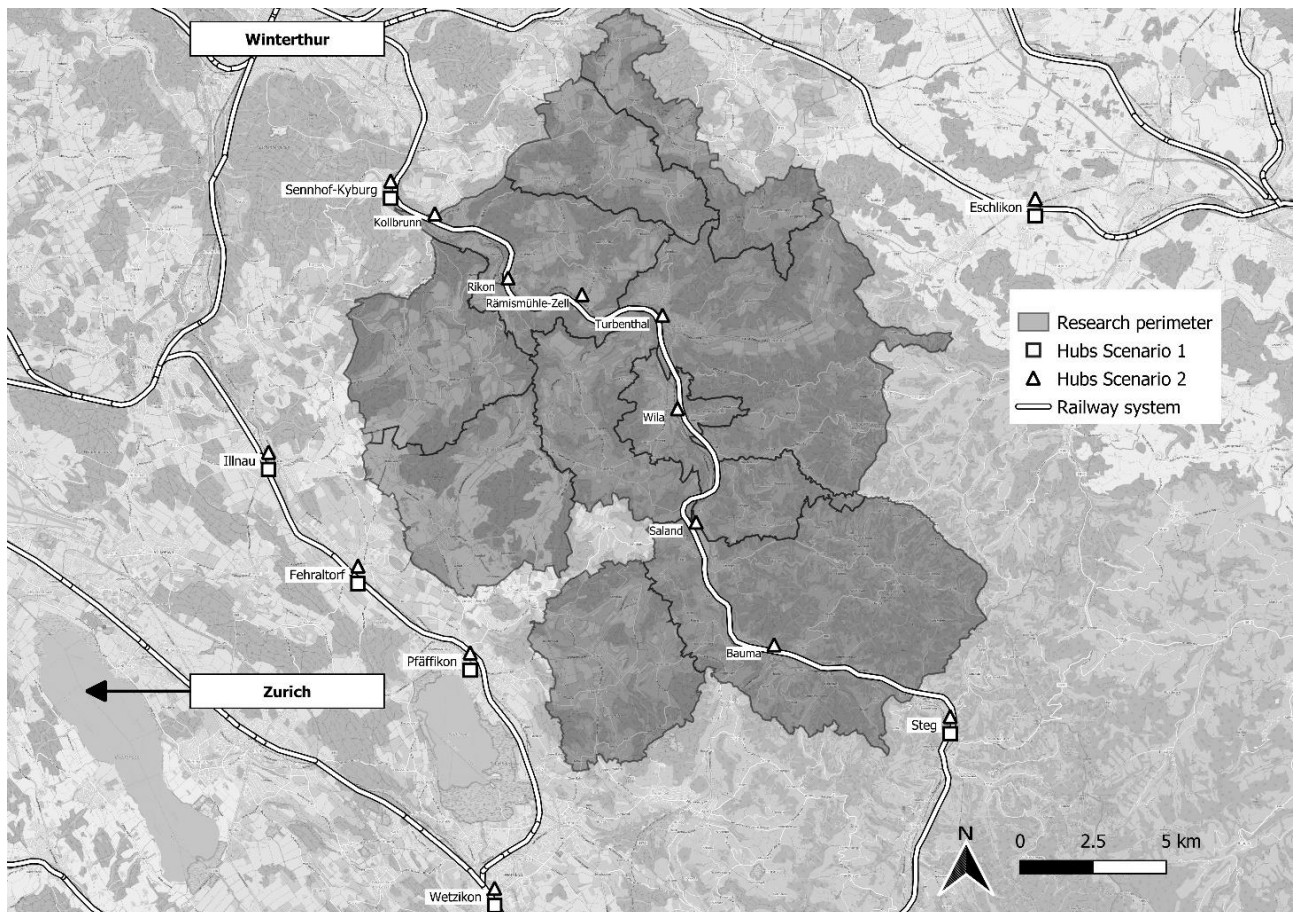 Winterthur
Sennhof-Kyburg
Kollbrunn
Eschlikon
Rikon
Rämismühle-Zell
Turbenthal
Research perimeter
Hubs Scenario 1
Hubs Scenario 2
Railway system
Wila
Illnau
Saland
Fehraltorf
Bauma
Pfäffikon
Zurich
Steg
N
0 2.5 5 km
Wetzikon